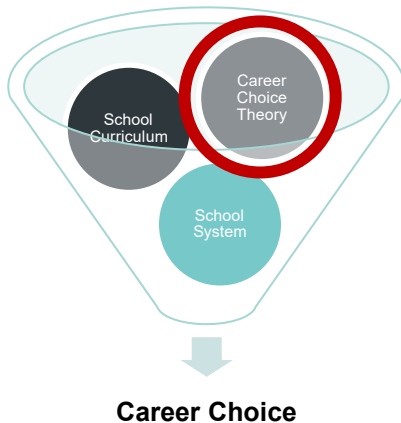 Career
Choice
Theory
School
Curriculum
School
System
Career Choice